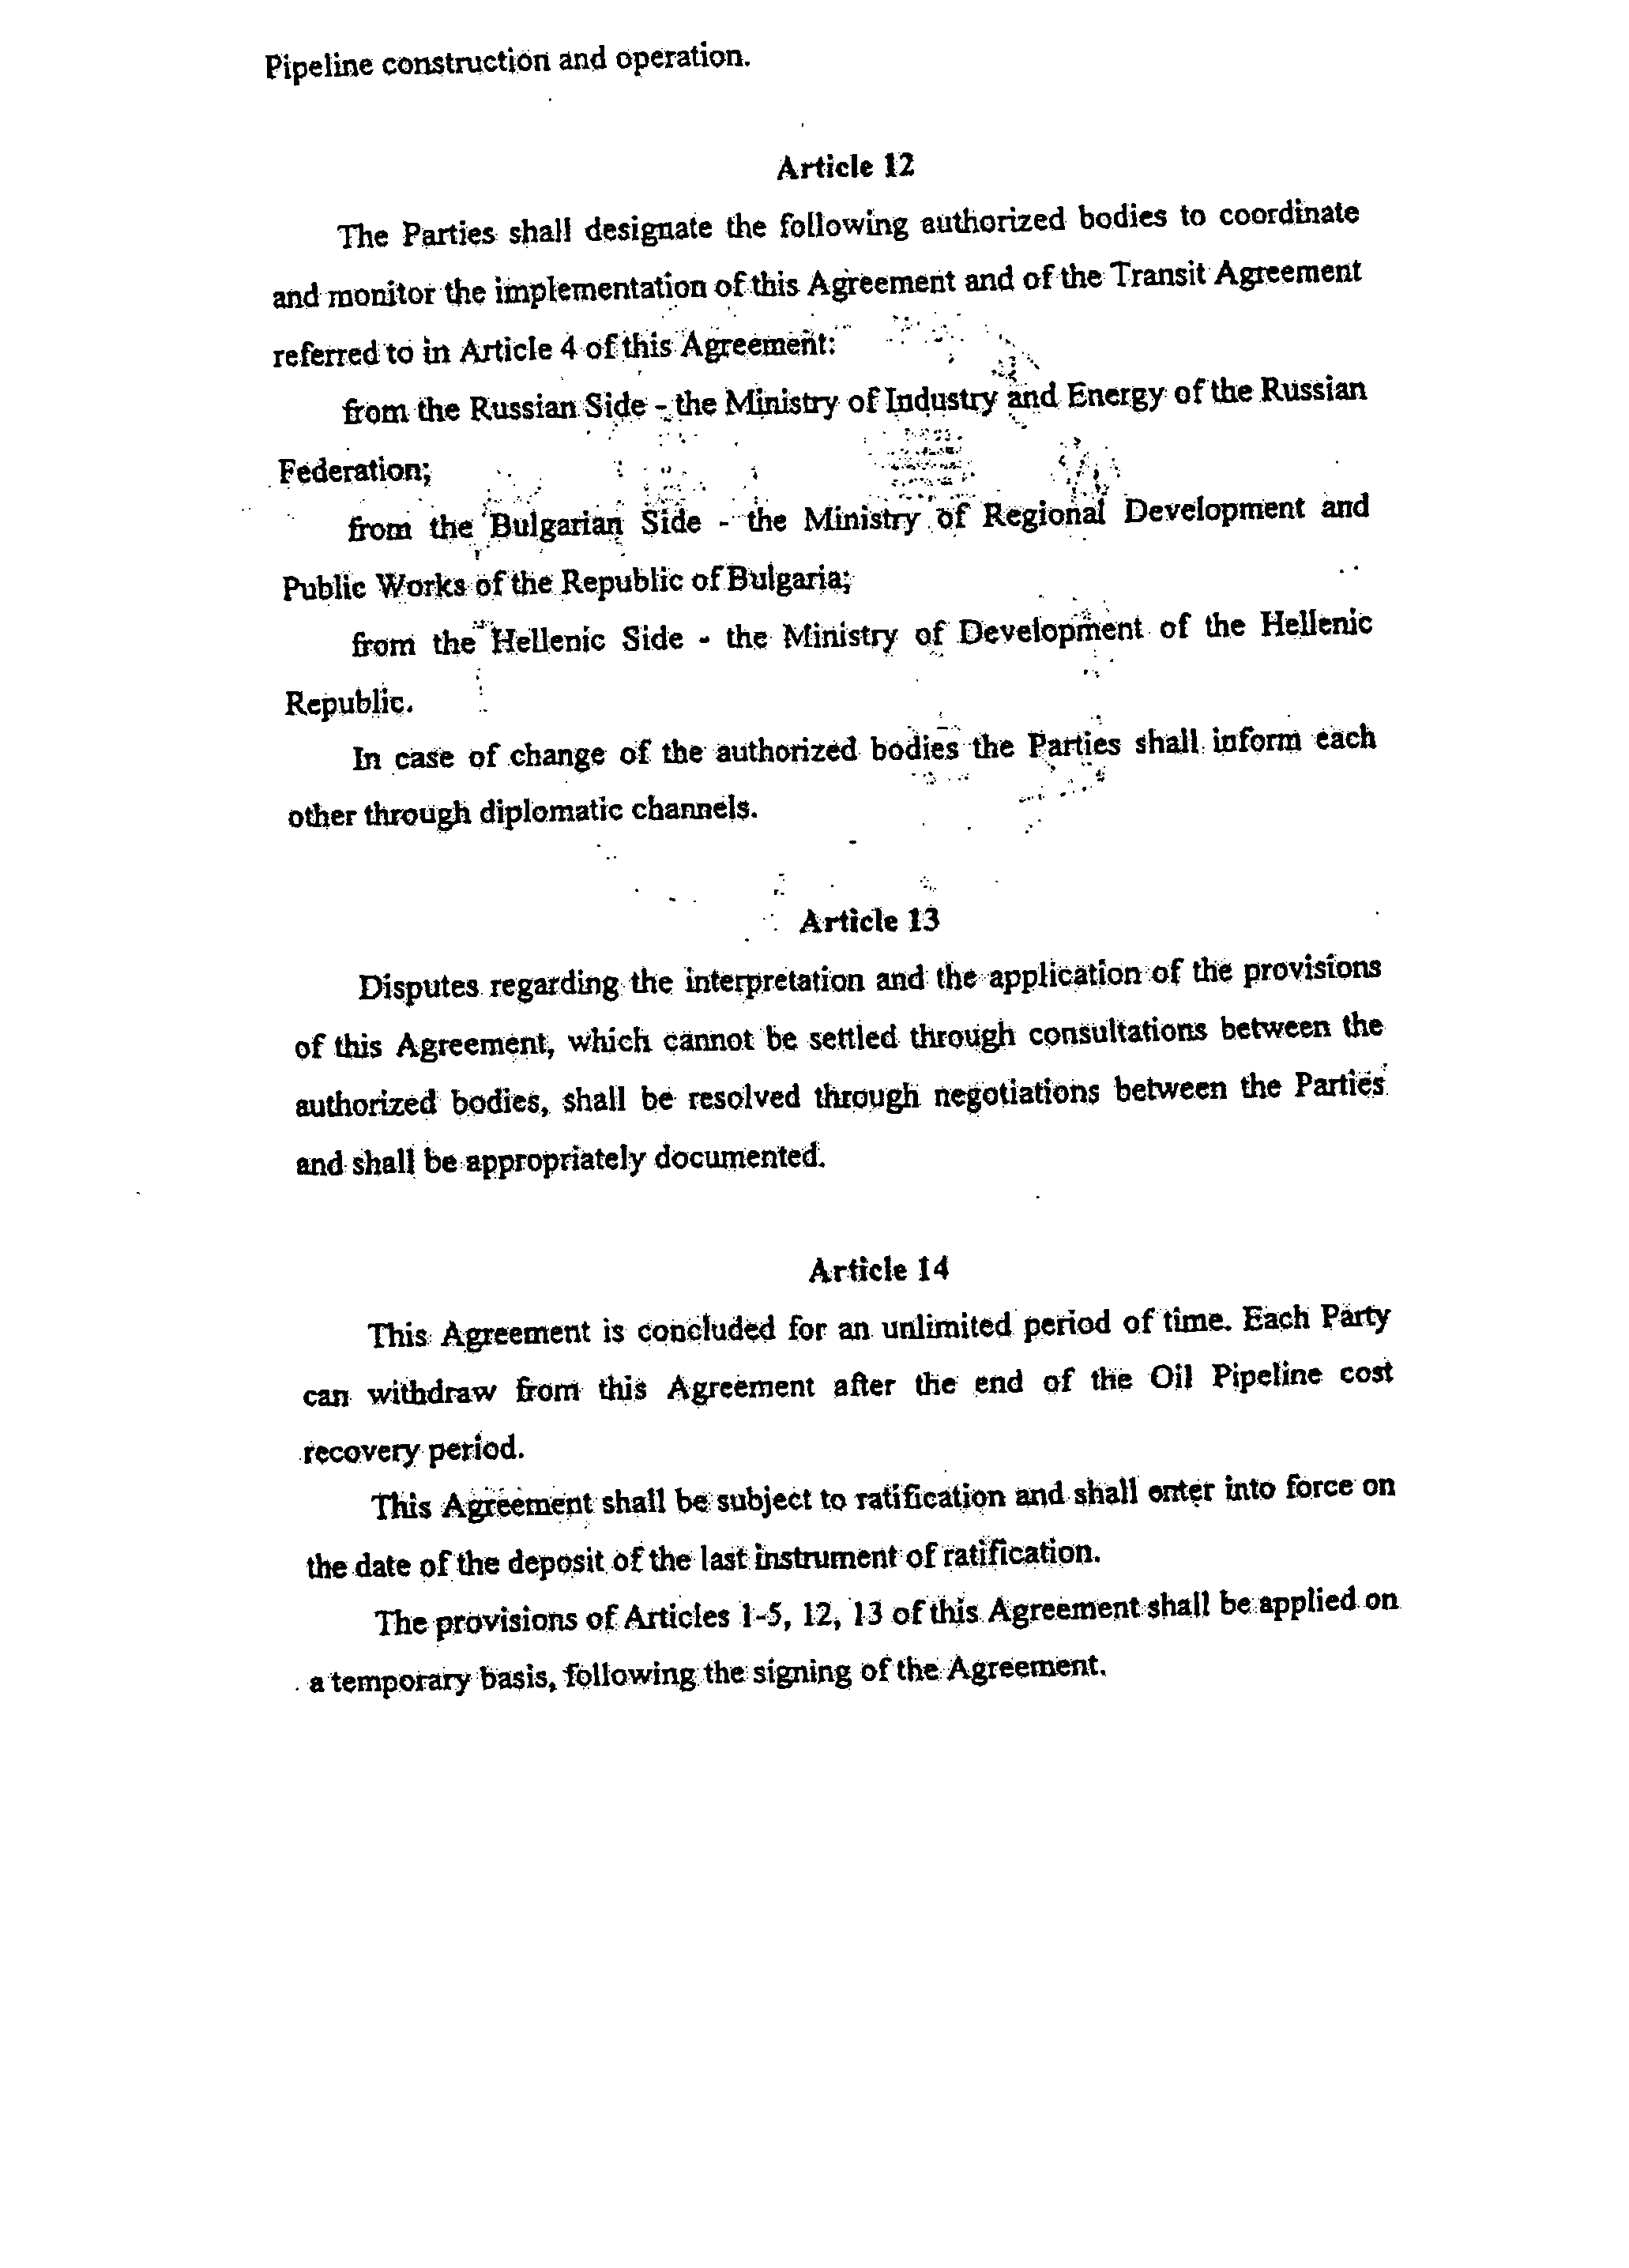 Pipeline construction and operation.
Article 12
The Parties shall designate the following authorized bodies to coordinate
and monitor the implementation of this Agreement and of the Transit Agreement
referred to in Article 4 of this Agreement:
from the Russian Side - the Ministry of Industry and Energy of the Russian
Federation;
from the Bulgarian Side - the Ministry of Regional Development and
Public Works of the Republic of Bulgaria;
from the Hellenic Side - the Ministry of Development of the Hellenic
Republic.
In case of change of the authorized bodies the Parties shall inform each
other through diplomatic channels.
Article 13
Disputes regarding the interpretation and the application of the provisions
of this Agreement, which cannot be settled through consultations between the
authorized bodies, shall be resolved through negotiations between the Parties
and shall be appropriately documented.
Article 14
This Agreement is concluded for an unlimited period of time. Each Party
can withdraw from this Agreement after the end of the Oil Pipeline cost
recovery period.
This Agreement shall be subject to ratification and shall enter into force on
the date of the deposit of the last instrument of ratification.
The provisions of Articles 1-5, 12, 13 of this Agreement shall be applied on
a temporary basis, following the signing of the Agreement.